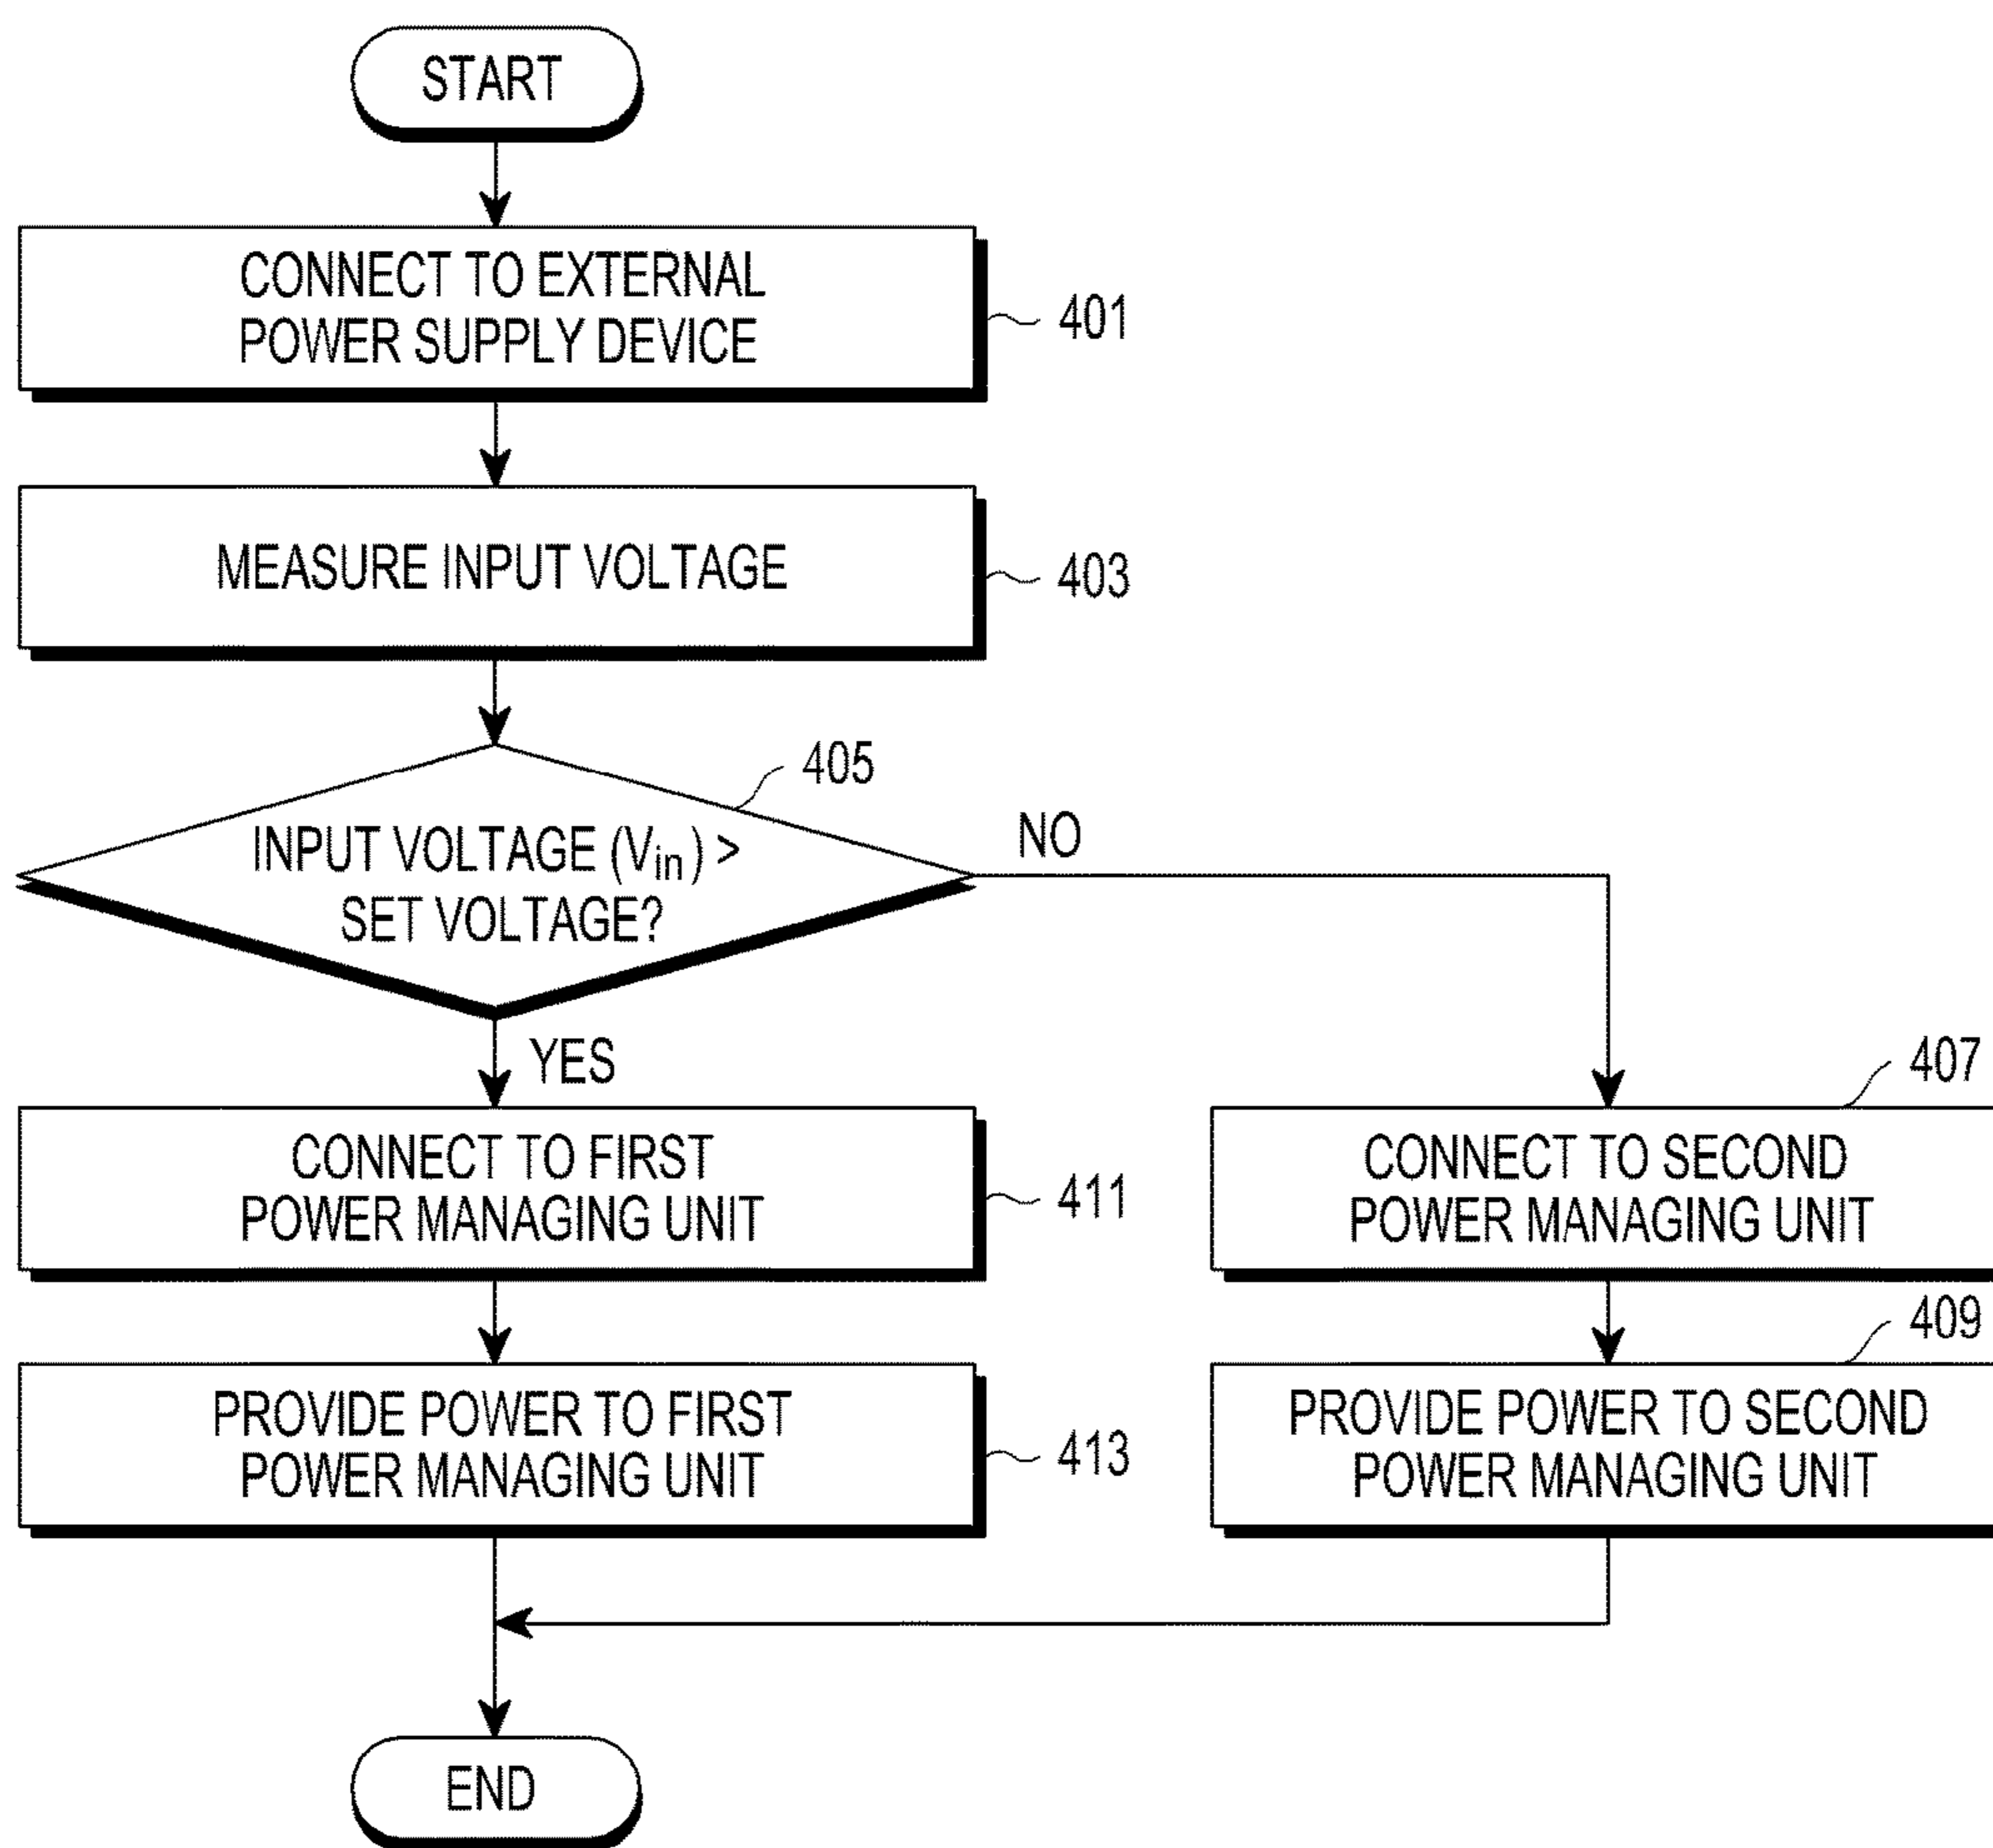 START
CONNECT TO EXTERNAL
POWER SUPPLY DEVICE
401
MEASURE INPUT VOLTAGE
403
405
INPUT VOLTAGE (Vin) >
SET VOLTAGE?
NO
YES
407
CONNECT TO FIRST
POWER MANAGING UNIT
411
CONNECT TO SECOND
POWER MANAGING UNIT
409
PROVIDE POWER TO FIRST
POWER MANAGING UNIT
413
PROVIDE POWER TO SECOND
POWER MANAGING UNIT
END